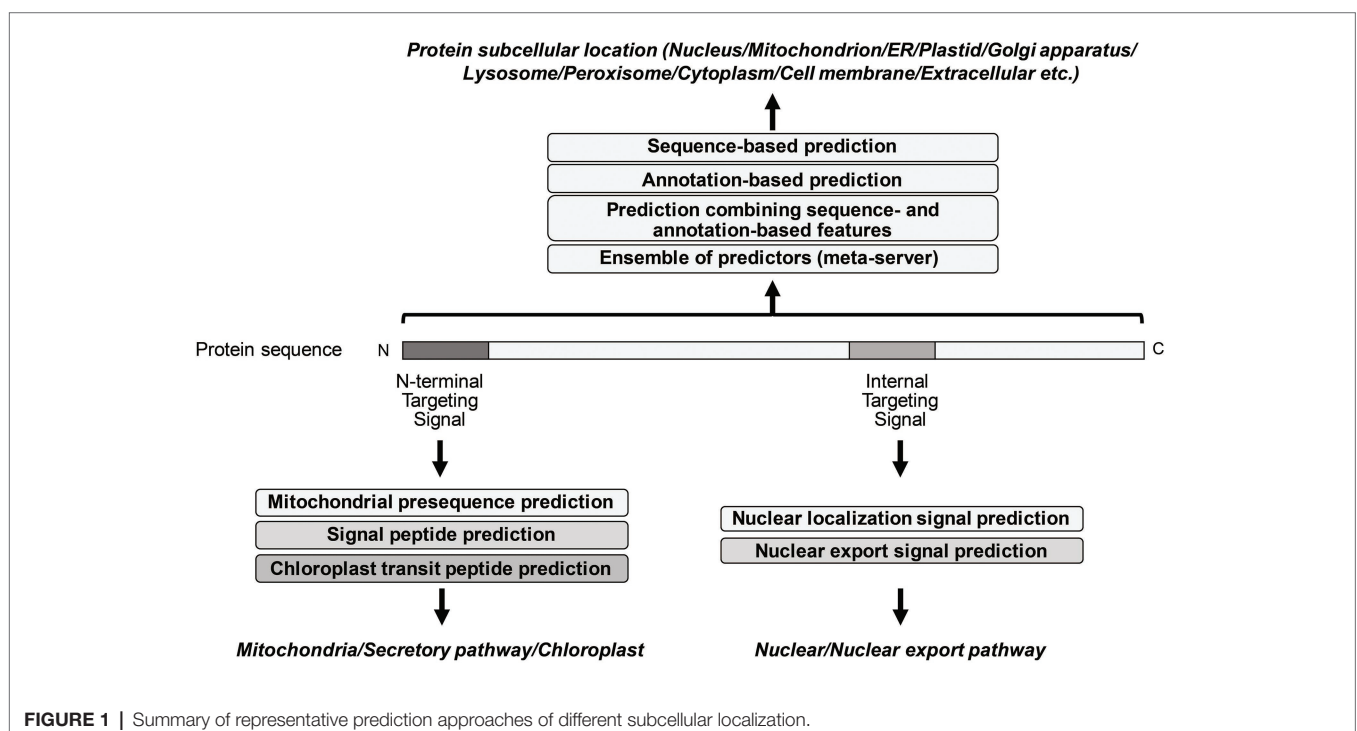 Protein subcellular location (Nucleus/Mitochondrion/ER/Plastid/Golgi apparatus/
Lysosome/Peroxisome/Cytoplasm/Cell membrane/Extracellular etc.)
Sequence-based prediction
Annotation-based prediction
Prediction combining sequence- and
annotation-based features
Ensemble of predictors (meta-server)
Protein sequence N C
N-terminal
Targeting
Signal
Internal
Targeting
Signal
Mitochondrial presequence prediction
Signal peptide prediction
Chloroplast transit peptide prediction
Nuclear localization signal prediction
Nuclear export signal prediction
Mitochondria/Secretory pathway/Chloroplast
Nuclear/Nuclear export pathway
FIGURE 1 | Summary of representative prediction approaches of different subcellular localization.